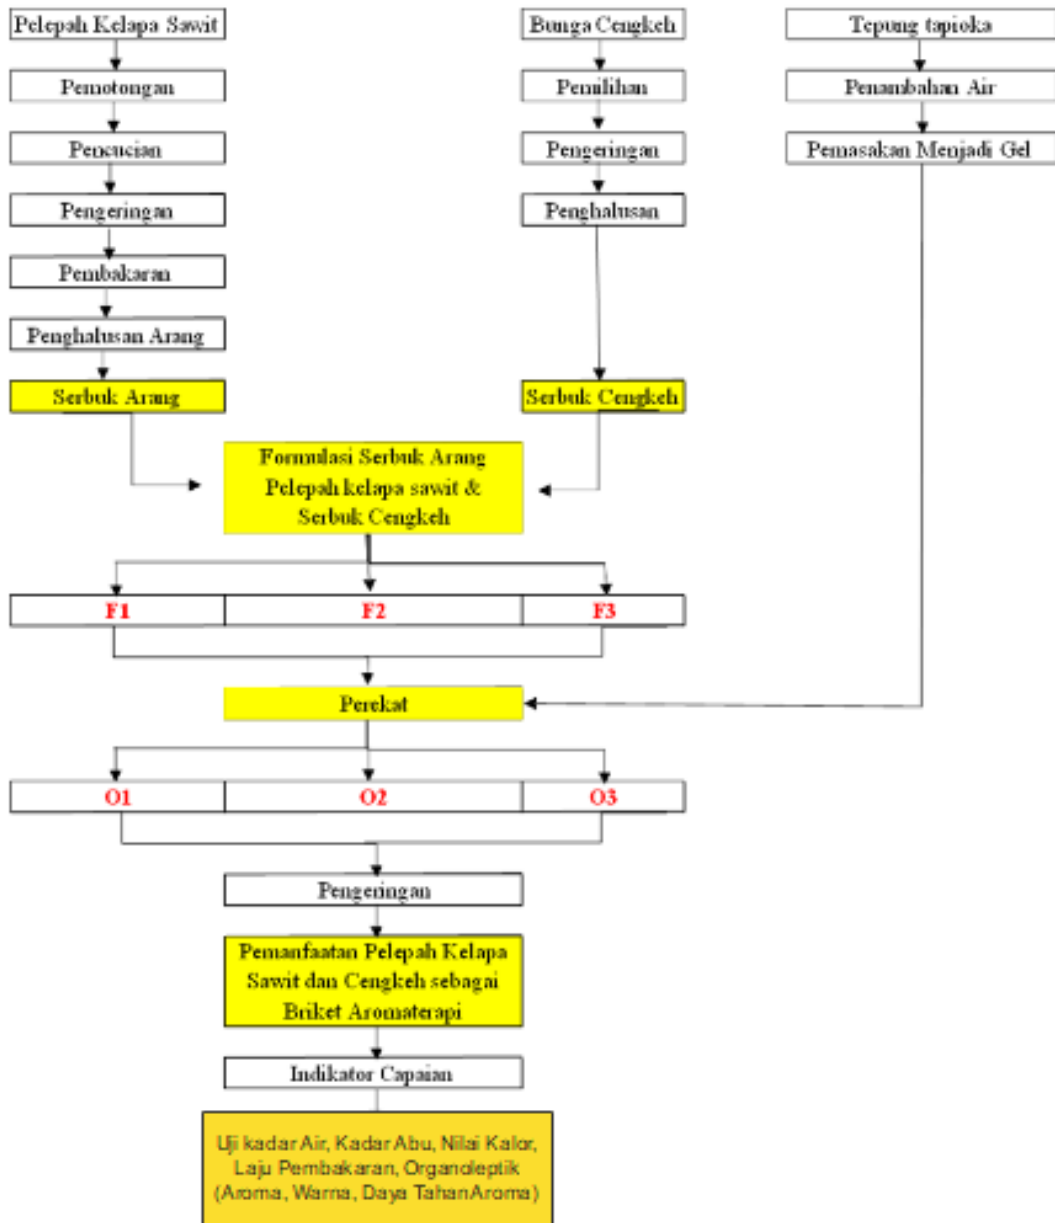 Pelepah Kelapa Sawit
Pemotongan
Pencucian
Pengeringan
Pembakaran
Penghalusan Arang
Serbuk Arang
Bunga Cengkeh
Pemilihan
Pengeringan
Penghalusan
Serbuk Cengkeh
Tepung tapioka
Penambahan Air
Pemasakan Menjadi Gel
Formulasi Serbuk Arang
Pelepah kelapa sawit &
Serbuk Cengkeh
F1
F2
F3
Perekat
O1
O2
O3
Pengeringan
Pemanfaatan Pelepah Kelapa
Sawit dan Cengkeh sebagai
Briket Aromaterapi
Indikator Capaian
Uji kadar Air, Kadar Abu, Nilai Kalor,
Laju Pembakaran, Organoleptik
(Aroma, Warna, Daya TahanAroma)